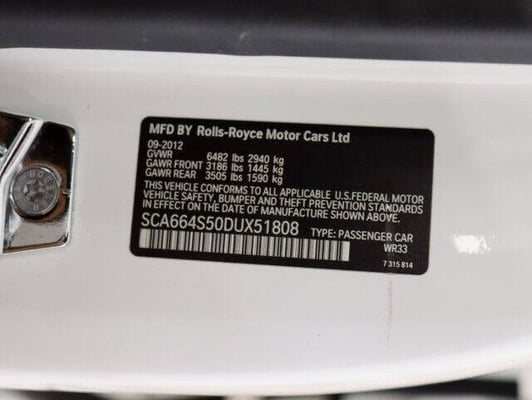 MFD BY Rolls-Royce Motor Cars Ltd
09-2012
GVWR 6482 lbs 2940 kg
GAWR FRONT 3186 lbs 1445 kg
GAWR REAR 3505 lbs 1590 kg
THIS VEHICLE CONFORMS TO ALL APPLICABLE U.S.FEDERAL MOTOR
VEHICLE SAFETY, BUMPER AND THEFT PREVENTION STANDARDS
IN EFFECT ON THE DATE OF MANUFACTURE SHOWN ABOVE.
SCA664S50DUX51808 TYPE: PASSENGER CAR
WR33
7 315 814